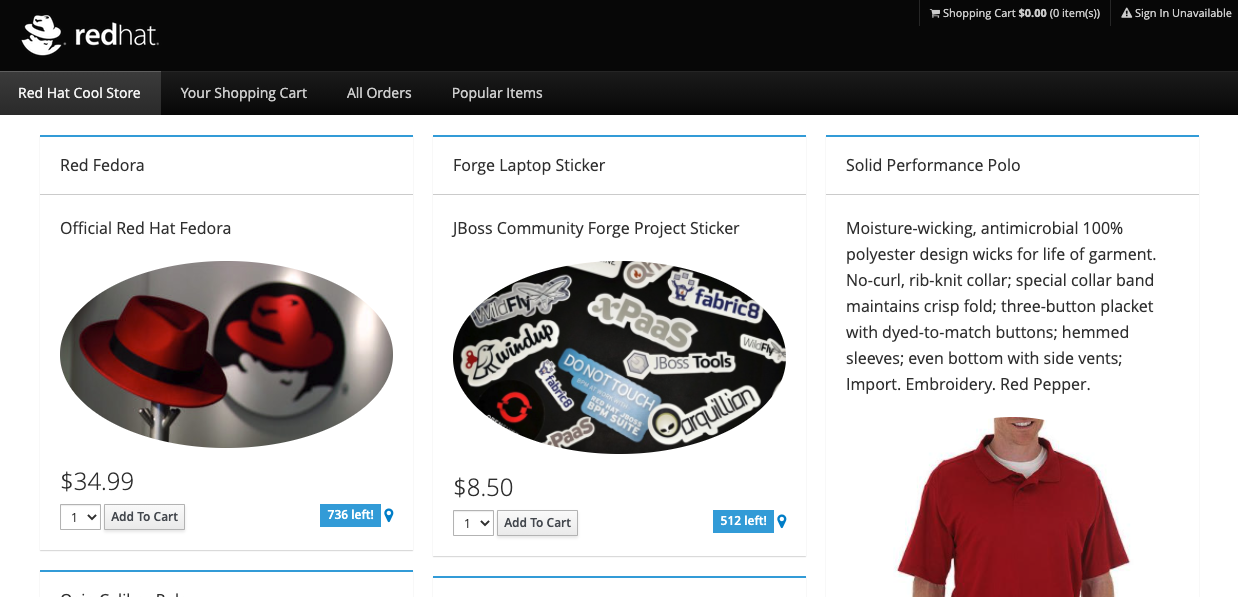 redhat.
Shopping Cart $0.00 (0 item(s))
Sign In Unavailable
Red Hat Cool Store
Your Shopping Cart
All Orders
Popular Items
Red Fedora
Official Red Hat Fedora
$34.99
1
Add To Cart
736 left!
Forge Laptop Sticker
JBoss Community Forge Project Sticker
WildFly
fabric8
xPaaS
WildFly
windup
JBoss Tools
fabric8
DO NOT TOUCH
RED HAT JBOSS
BPM SUITE
arquillian
xPaaS
$8.50
1
Add To Cart
512 left!
Solid Performance Polo
Moisture-wicking, antimicrobial 100%
polyester design wicks for life of garment.
No-curl, rib-knit collar; special collar band
maintains crisp fold; three-button placket
with dyed-to-match buttons; hemmed
sleeves; even bottom with side vents;
Import. Embroidery. Red Pepper.